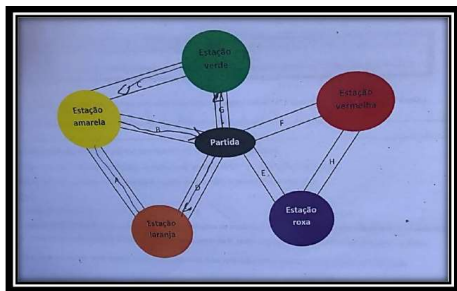 Estação
verde
C
Estação
vermelha
Estação
amarela
G
F
B
Partida
H
A
D
E
Estação
roxa
Estação
laranja